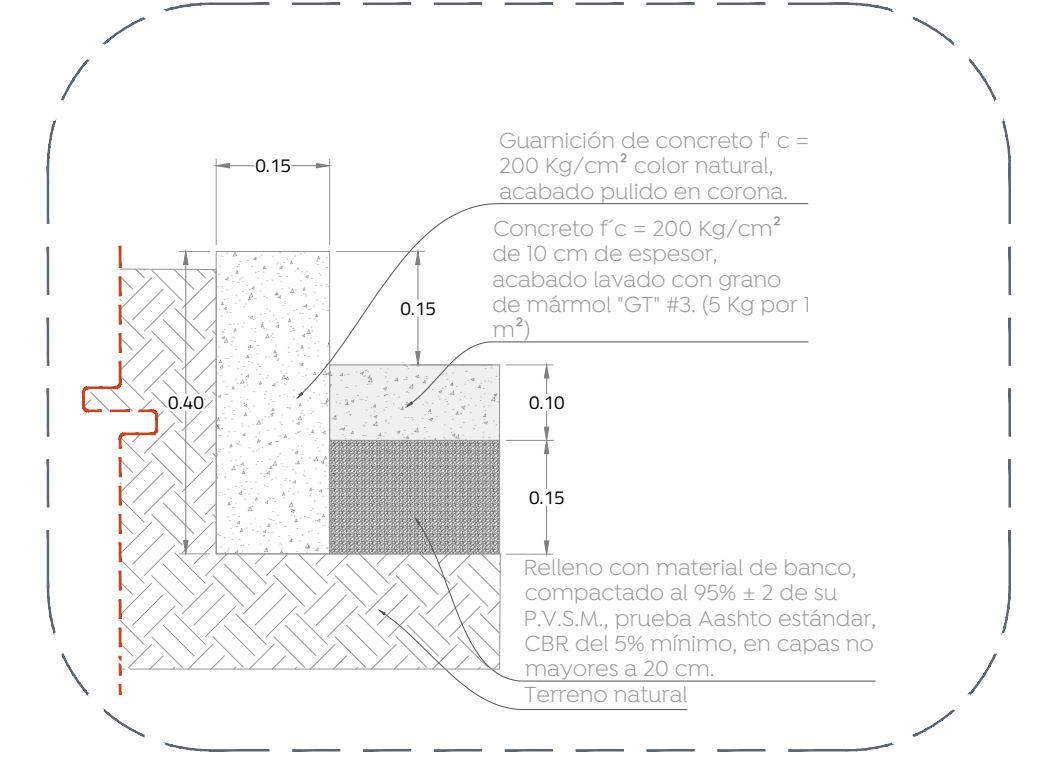 Guarnición de concreto f' c =
200 Kg/cm² color natural,
acabado pulido en corona.
0.15
Concreto f´c = 200 Kg/cm²
de 10 cm de espesor,
acabado lavado con grano
de mármol "GT" #3. (5 Kg por 1
m²)
0.15
0.40
0.10
0.15
Relleno con material de banco,
compactado al 95% ± 2 de su
P.V.S.M., prueba Aashto estándar,
CBR del 5% mínimo, en capas no
mayores a 20 cm.
Terreno natural